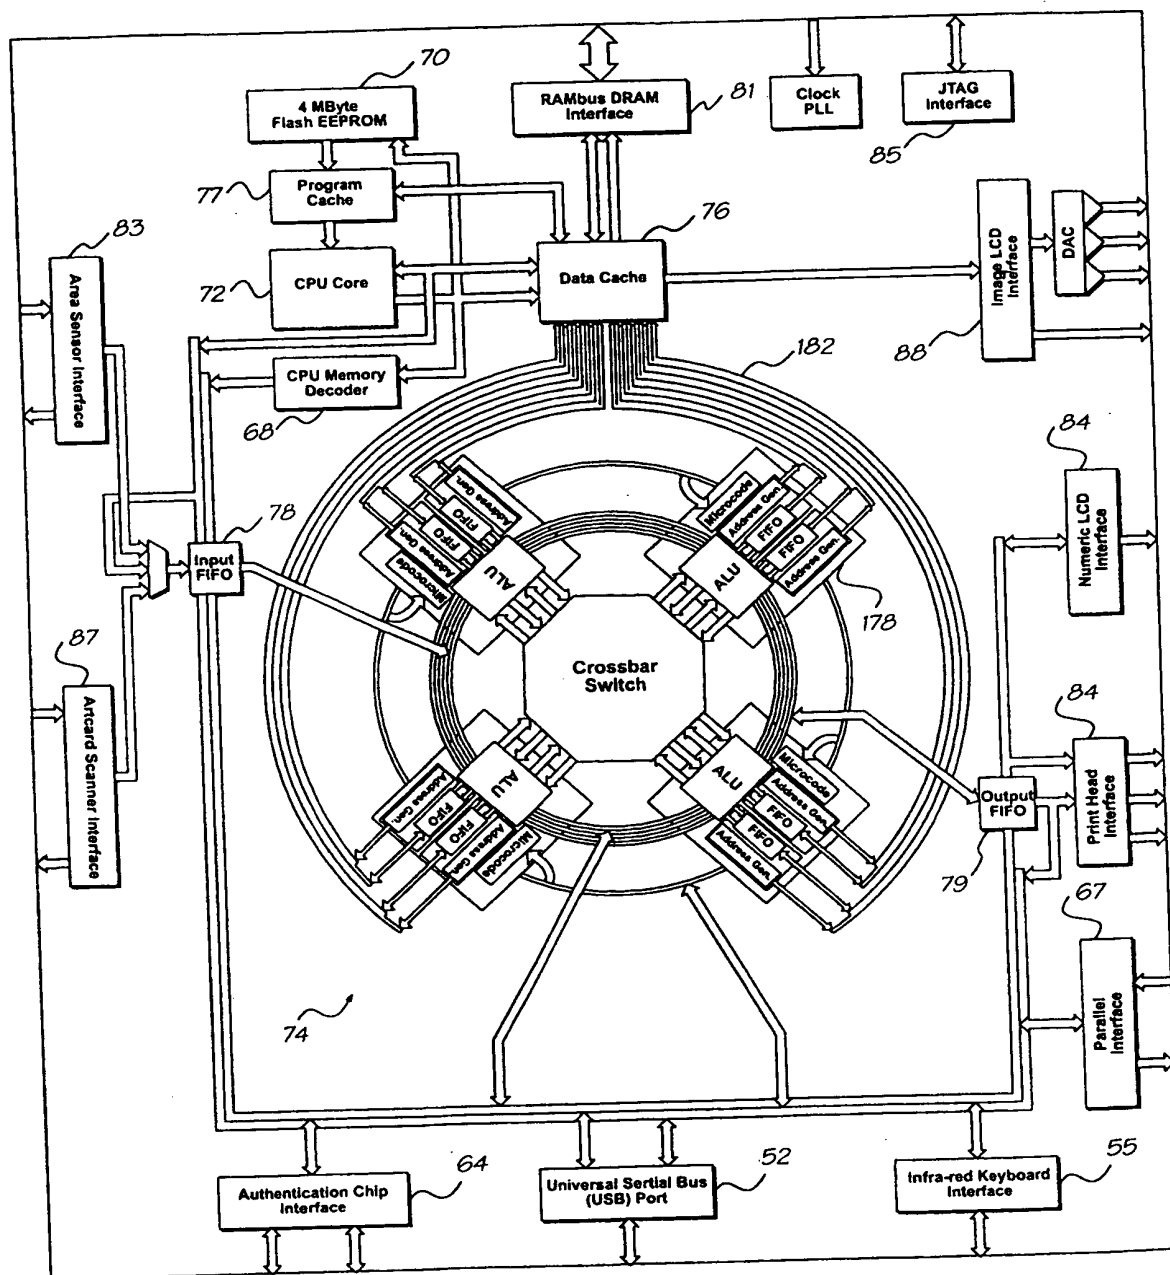 70
4 MByte
Flash EEPROM
RAMbus DRAM
Interface
81
Clock
PLL
JTAG
Interface
85
77
Program
Cache
83
Area Sensor Interface
72
CPU Core
76
Data Cache
Image LCD
Interface
88
DAC
182
CPU Memory
Decoder
68
84
Numeric LCD
Interface
78
Input
FIFO
Address Gen.
FIFO
FIFO
Address Gen.
Microcode
ALU
Microcode
Address Gen.
FIFO
FIFO
Address Gen.
ALU
178
87
Artcard Scanner Interface
Crossbar
Switch
ALU
Address Gen.
FIFO
FIFO
Address Gen.
Microcode
ALU
Microcode
Address Gen.
FIFO
FIFO
Address Gen.
84
Print Head
Interface
Output
FIFO
79
67
Parallel
Interface
74
Authentication Chip
Interface
64
Universal Sertial Bus
(USB) Port
52
Infra-red Keyboard
Interface
55